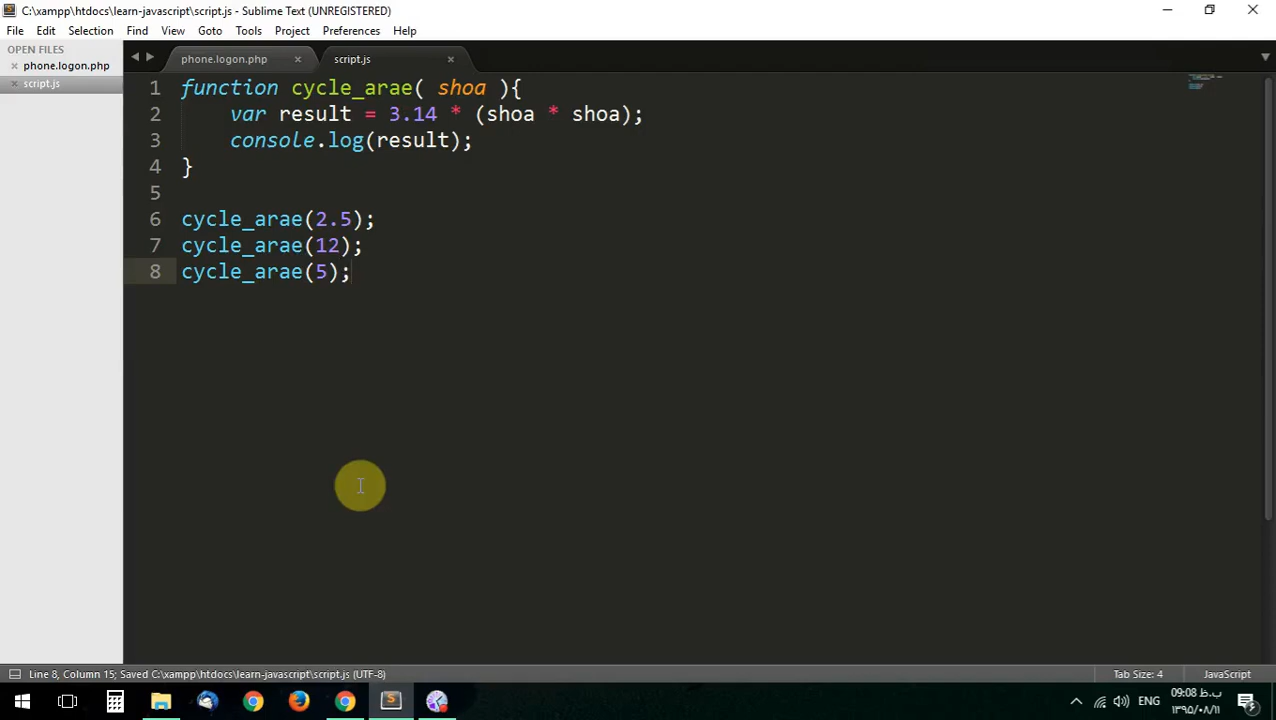 C:\xampp\htdocs\learn-javascript\script.js - Sublime Text (UNREGISTERED)
File Edit Selection Find View Goto Tools Project Preferences Help
OPEN FILES
phone.logon.php
script.js
phone.logon.php
script.js
1 function cycle_arae( shoa ){
2 var result = 3.14 * (shoa * shoa);
3 console.log(result);
4 }
5
6 cycle_arae(2.5);
7 cycle_arae(12);
8 cycle_arae(5);
Line 8, Column 15; Saved C:\xampp\htdocs\learn-javascript\script.js (UTF-8)
Tab Size: 4
JavaScript
ENG
09:08 ب.ظ
۱۳۹۵/۰۸/۱۱